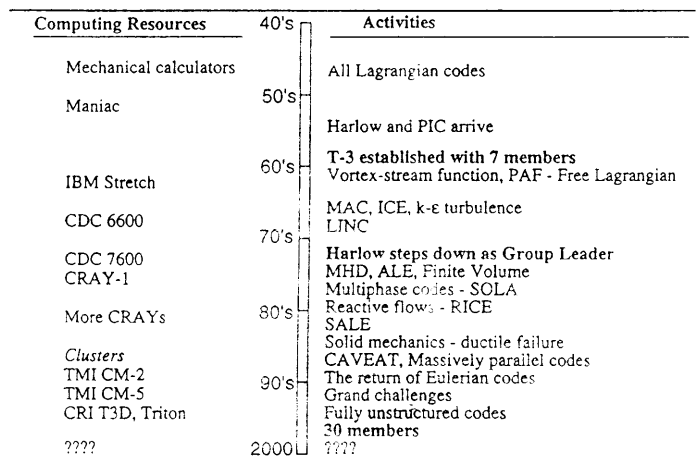 Computing Resources 40's Activities
Mechanical calculators All Lagrangian codes
50's
Maniac
Harlow and PIC arrive
T-3 established with 7 members
60's Vortex-stream function, PAF - Free Lagrangian
IBM Stretch
MAC, ICE, k-ε turbulence
CDC 6600 LINC
70's
Harlow steps down as Group Leader
CDC 7600 MHD, ALE, Finite Volume
CRAY-1 Multiphase codes - SOLA
Reactive flows - RICE
More CRAYs 80's SALE
Solid mechanics - ductile failure
Clusters CAVEAT, Massively parallel codes
TMI CM-2 90's The return of Eulerian codes
TMI CM-5 Grand challenges
CRI T3D, Triton Fully unstructured codes
30 members
???? 2000 ????